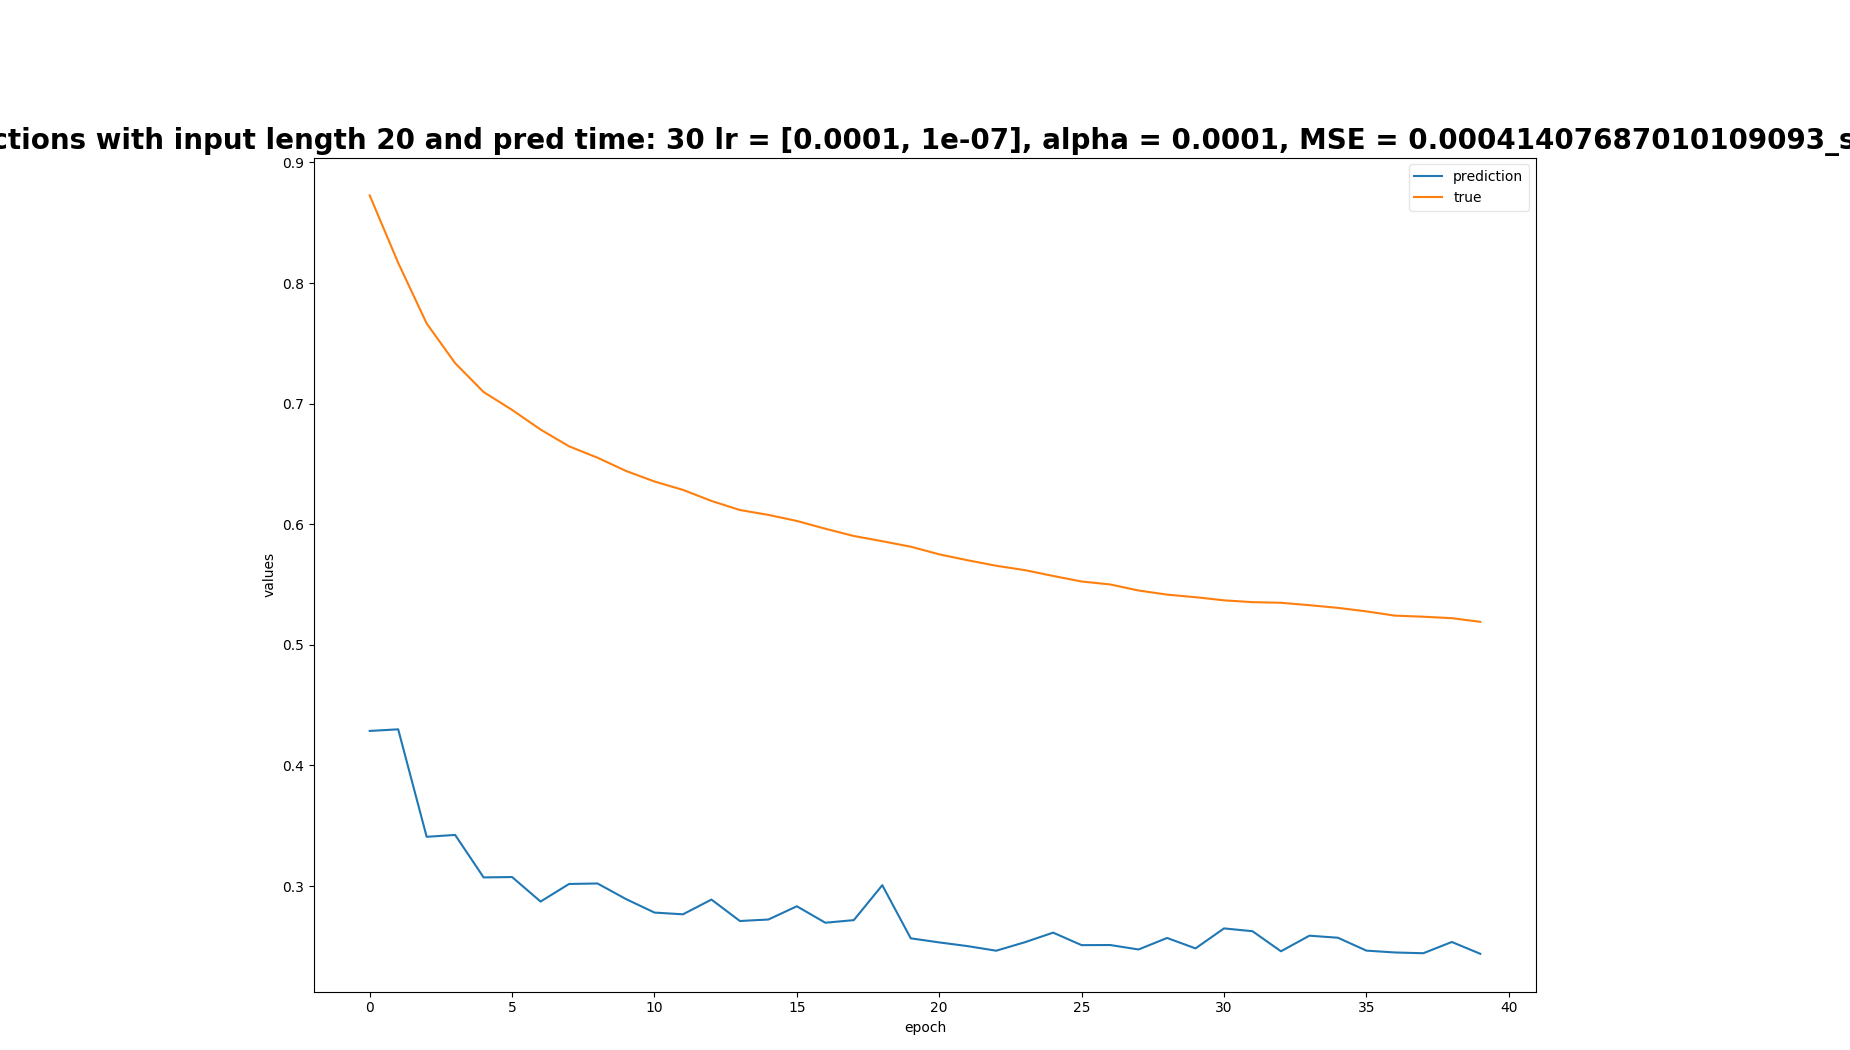 ctions with input length 20 and pred time: 30 lr = [0.0001, 1e-07], alpha = 0.0001, MSE = 0.00041407687010109093_s
prediction
true
0.9
0.8
0.7
0.6
0.5
0.4
0.3
values
0 5 10 15 20 25 30 35 40
epoch